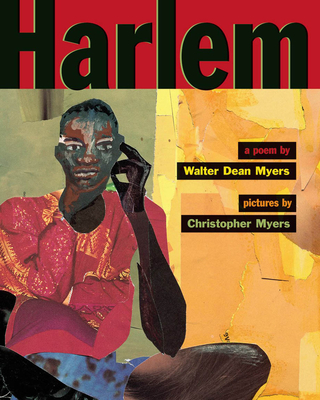 Harlem
a poem by
Walter Dean Myers
pictures by
Christopher Myers